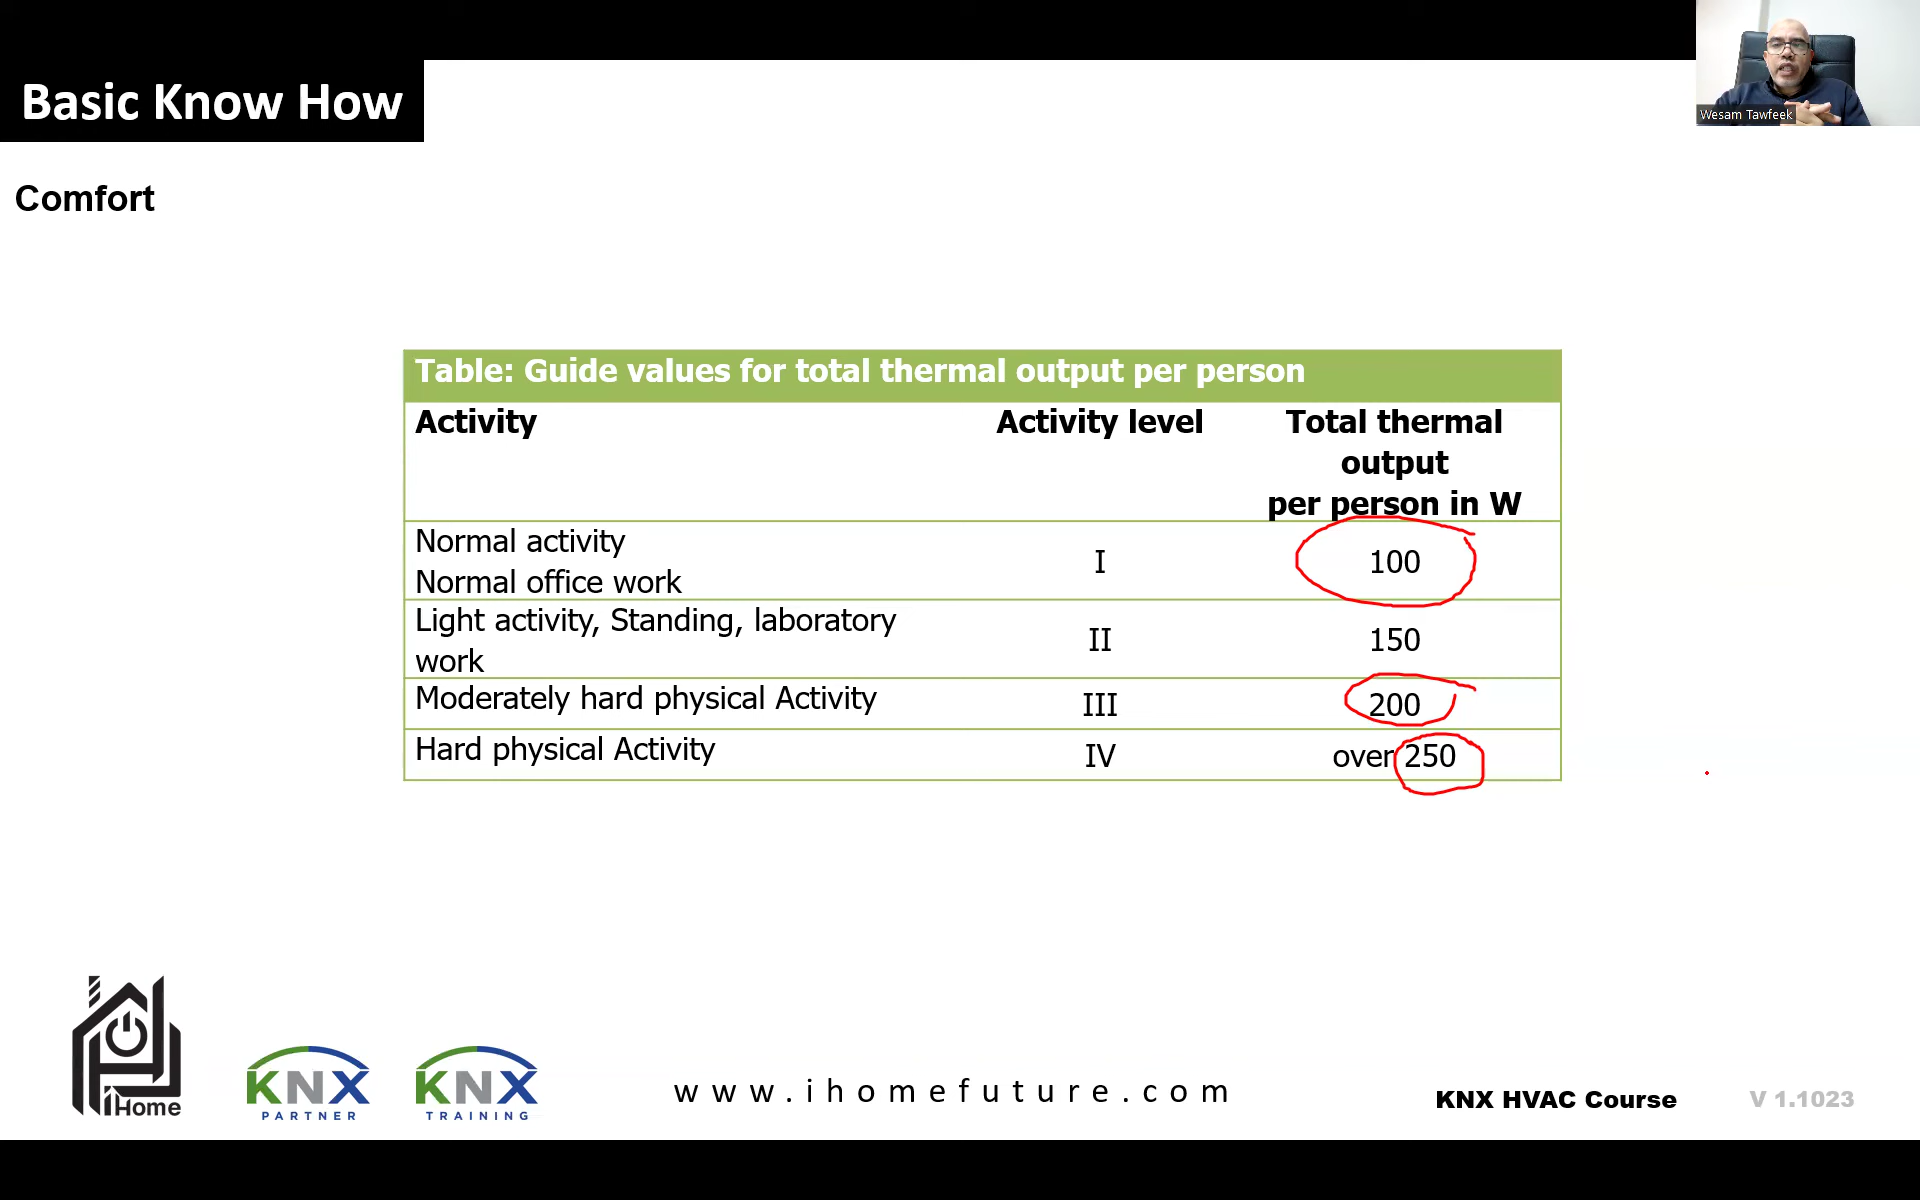 Basic Know How
Wesam Tawfeek
Comfort
Table: Guide values for total thermal output per person
Activity
Activity level
Total thermal
output
per person in W
Normal activity
Normal office work
I
100
Light activity, Standing, laboratory
work
II
150
Moderately hard physical Activity
III
200
Hard physical Activity
IV
over 250
iHome
KNX
PARTNER
KNX
TRAINING
www.ihomefuture.com
KNX HVAC Course
V 1.1023